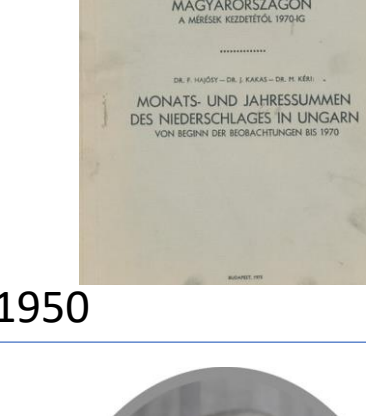 MAGYARORSZÁGON
A MÉRÉSEK KEZDETÉTŐL 1970-IG
DR. F. HAJÓSY — DR. J. KAKAS — DR. M. KÉRI:
MONATS- UND JAHRESSUMMEN
DES NIEDERSCHLAGES IN UNGARN
VON BEGINN DER BEOBACHTUNGEN BIS 1970
BUDAPEST, 1975
1950